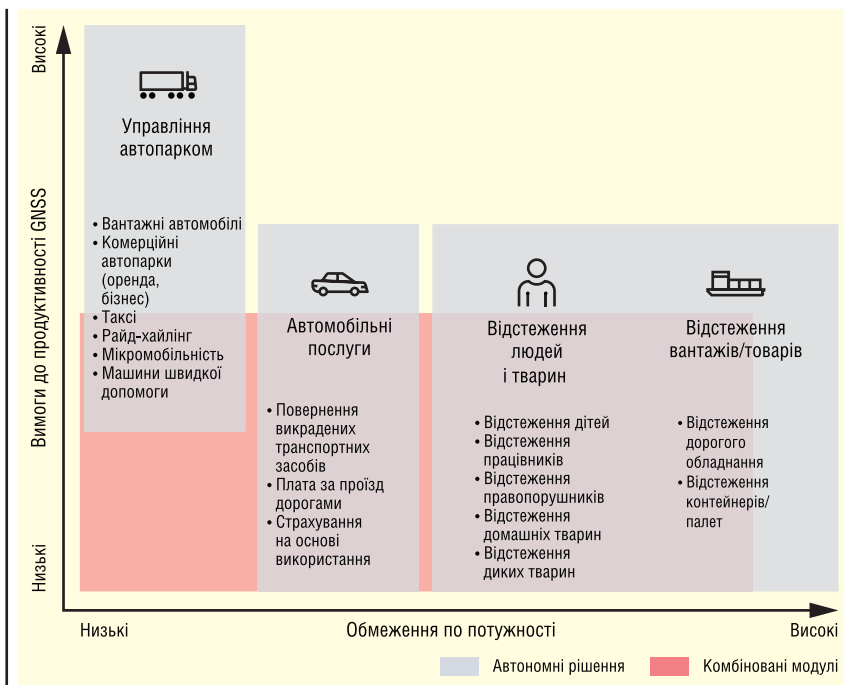 Високі
Вимоги до продуктивності GNSS
Низькі
Управління
автопарком
• Вантажні автомобілі
• Комерційні
автопарки
(оренда,
бізнес)
• Таксі
• Райд-хайлінг
• Мікромобільність
• Машини швидкої
допомоги
Автомобільні
послуги
• Повернення
викрадених
транспортних
засобів
• Плата за проїзд
дорогами
• Страхування
на основі
використання
Відстеження
людей
і тварин
• Відстеження дітей
• Відстеження
працівників
• Відстеження
правопорушників
• Відстеження
домашніх тварин
• Відстеження
диких тварин
Відстеження
вантажів/товарів
• Відстеження
дорогого
обладнання
• Відстеження
контейнерів/
палет
Низькі
Обмеження по потужності
Високі
Автономні рішення
Комбіновані модулі